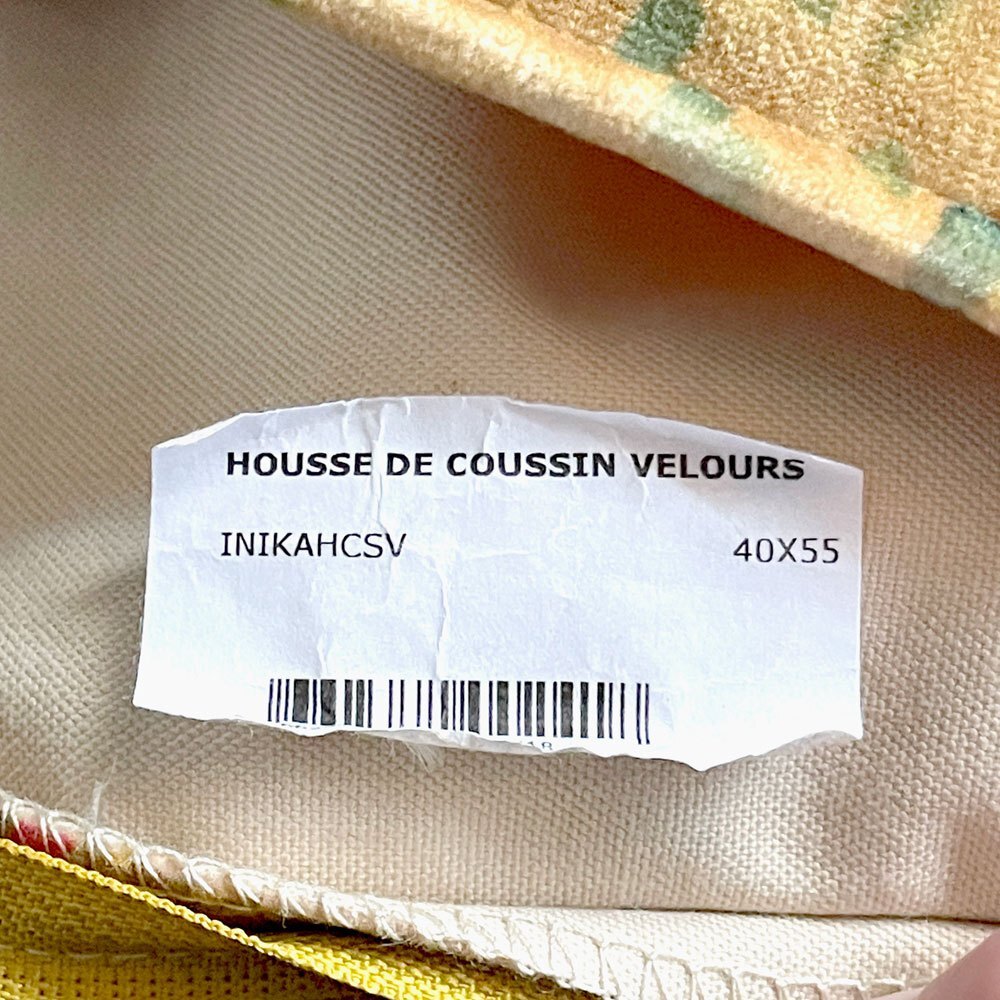 HOUSSE DE COUSSIN VELOURS
INIKAHCSV 40X55